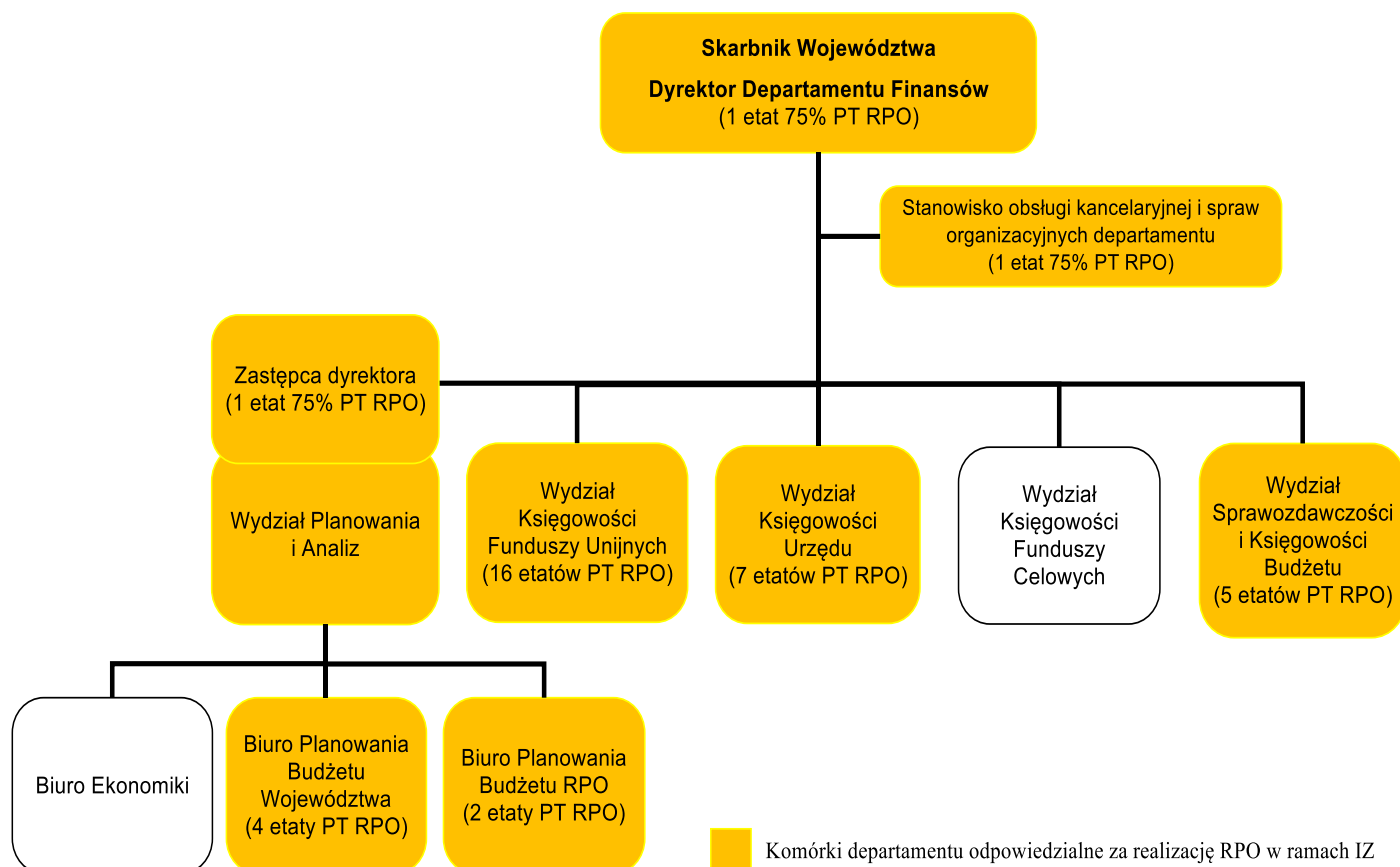 Skarbnik Województwa
Dyrektor Departamentu Finansów
(1 etat 75% PT RPO)
Stanowisko obsługi kancelaryjnej i spraw
organizacyjnych departamentu
(1 etat 75% PT RPO)
Zastępca dyrektora
(1 etat 75% PT RPO)
Wydział Planowania
i Analiz
Wydział
Księgowości
Funduszy Unijnych
(16 etatów PT RPO)
Wydział
Księgowości
Urzędu
(7 etatów PT RPO)
Wydział
Księgowości
Funduszy
Celowych
Wydział
Sprawozdawczości
i Księgowości
Budżetu
(5 etatów PT RPO)
Biuro Ekonomiki
Biuro Planowania
Budżetu
Województwa
(4 etaty PT RPO)
Biuro Planowania
Budżetu RPO
(2 etaty PT RPO)
Komórki departamentu odpowiedzialne za realizację RPO w ramach IZ